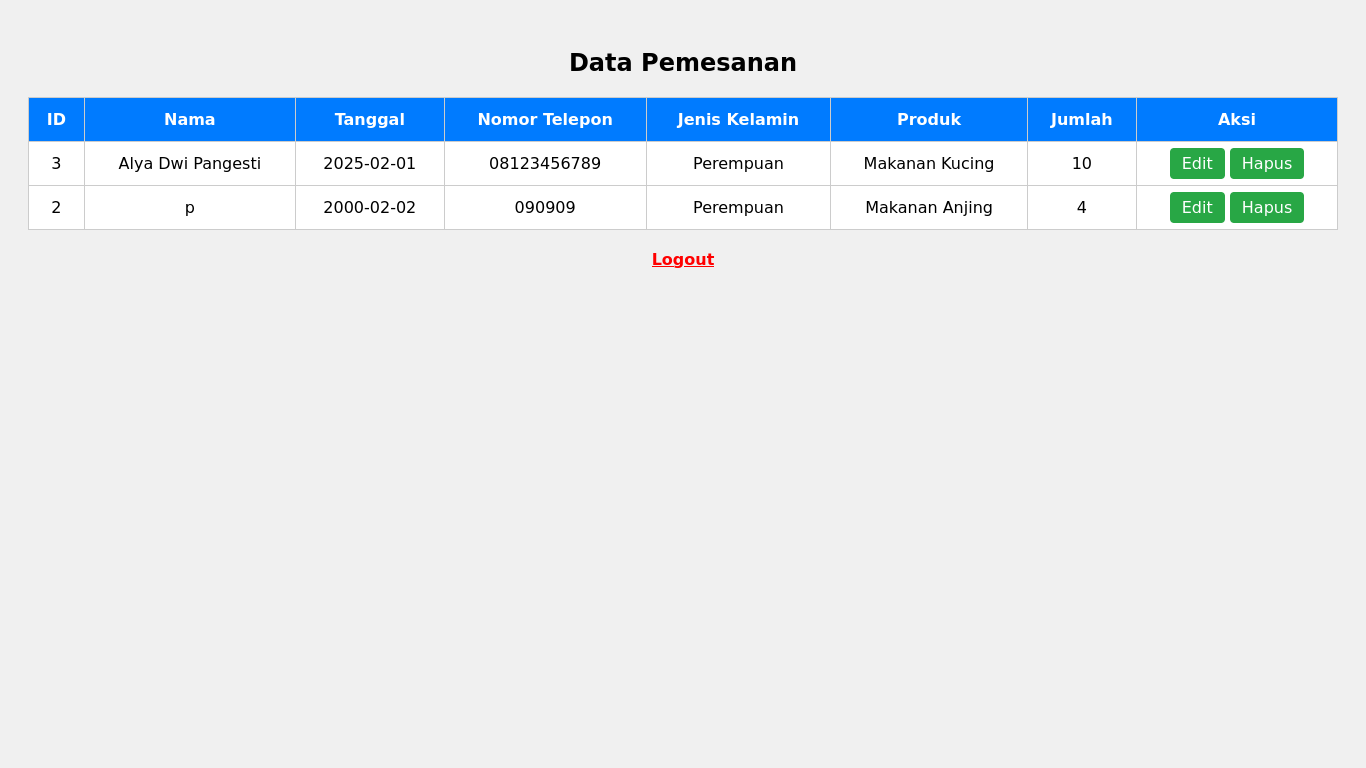 Data Pemesanan
ID Nama Tanggal Nomor Telepon Jenis Kelamin Produk Jumlah Aksi
3 Alya Dwi Pangesti 2025-02-01 08123456789 Perempuan Makanan Kucing 10 Edit Hapus
2 p 2000-02-02 090909 Perempuan Makanan Anjing 4 Edit Hapus
Logout